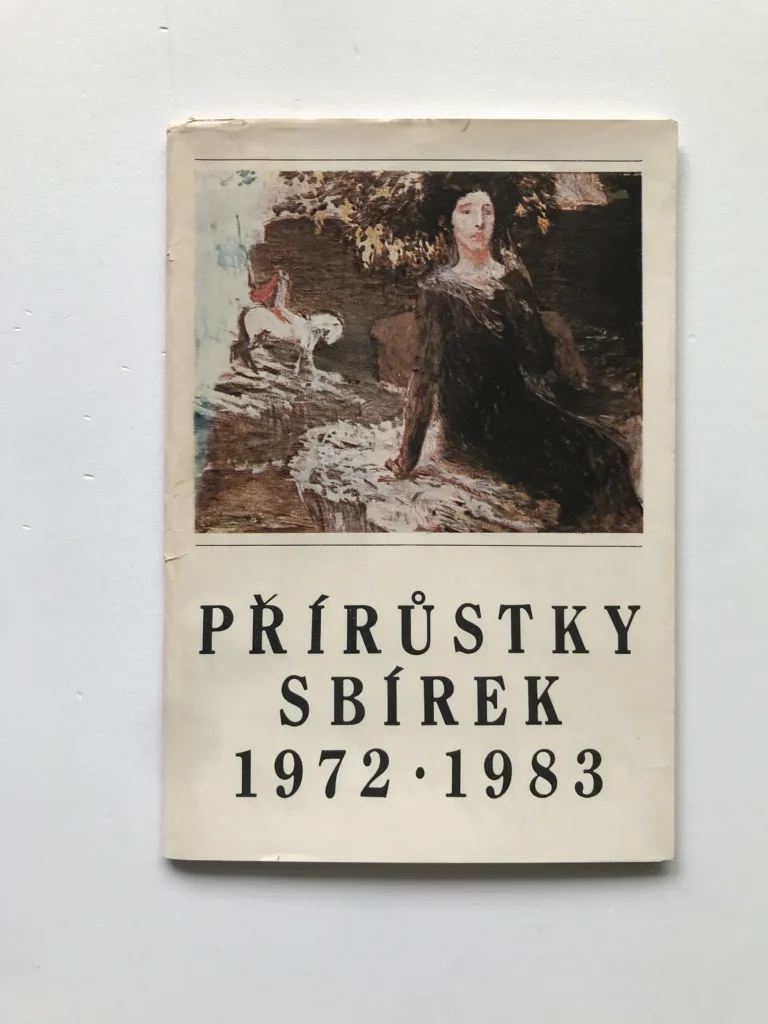 PŘÍRŮSTKY
SBÍREK
1972 · 1983